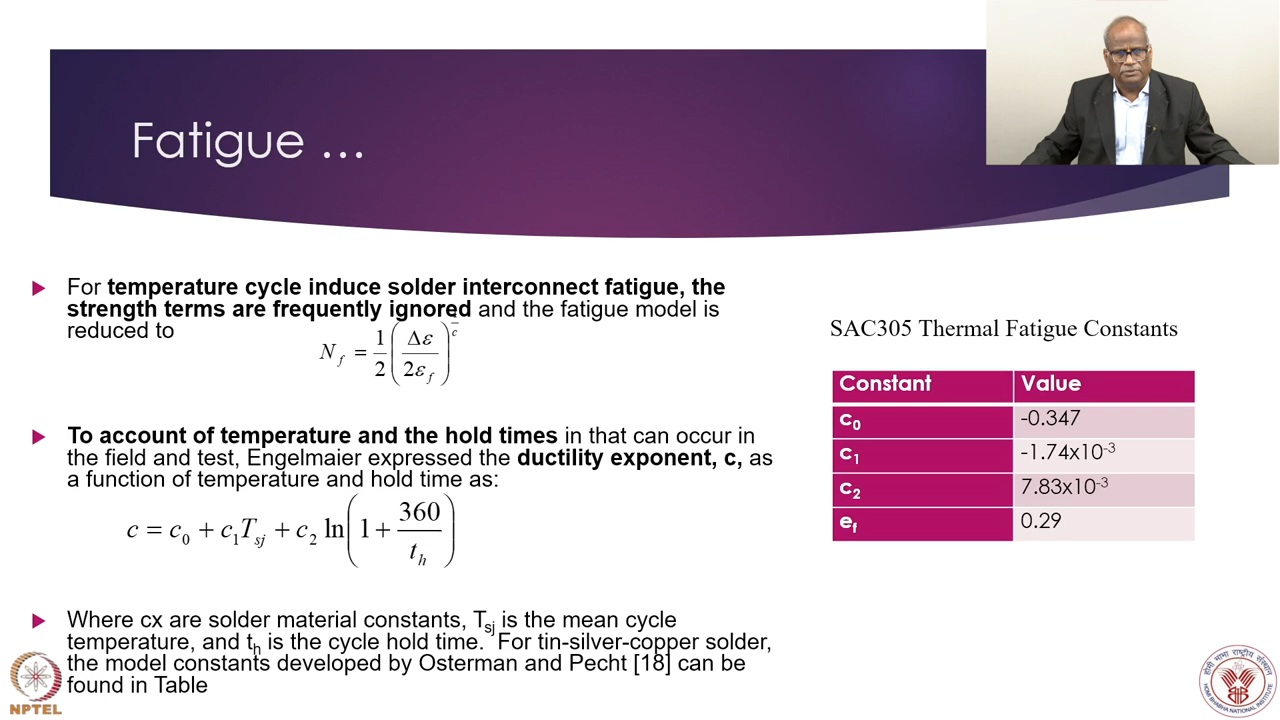 Fatigue ...
For temperature cycle induce solder interconnect fatigue, the
strength terms are frequently ignored and the fatigue model is
reduced to
N_f = 1/2 (Δε / 2ε_f)^(‾c)
To account of temperature and the hold times in that can occur in
the field and test, Engelmaier expressed the ductility exponent, c, as
a function of temperature and hold time as:
c = c_0 + c_1T_sj + c_2 ln(1 + 360 / t_h)
Where cx are solder material constants, T_sj is the mean cycle
temperature, and t_h is the cycle hold time. For tin-silver-copper solder,
the model constants developed by Osterman and Pecht [18] can be
found in Table
SAC305 Thermal Fatigue Constants
Constant Value
c_0 -0.347
c_1 -1.74x10^-3
c_2 7.83x10^-3
e_f 0.29
NPTEL
होमी भाभा राष्ट्रीय संस्थान
HOMI BHABHA NATIONAL INSTITUTE